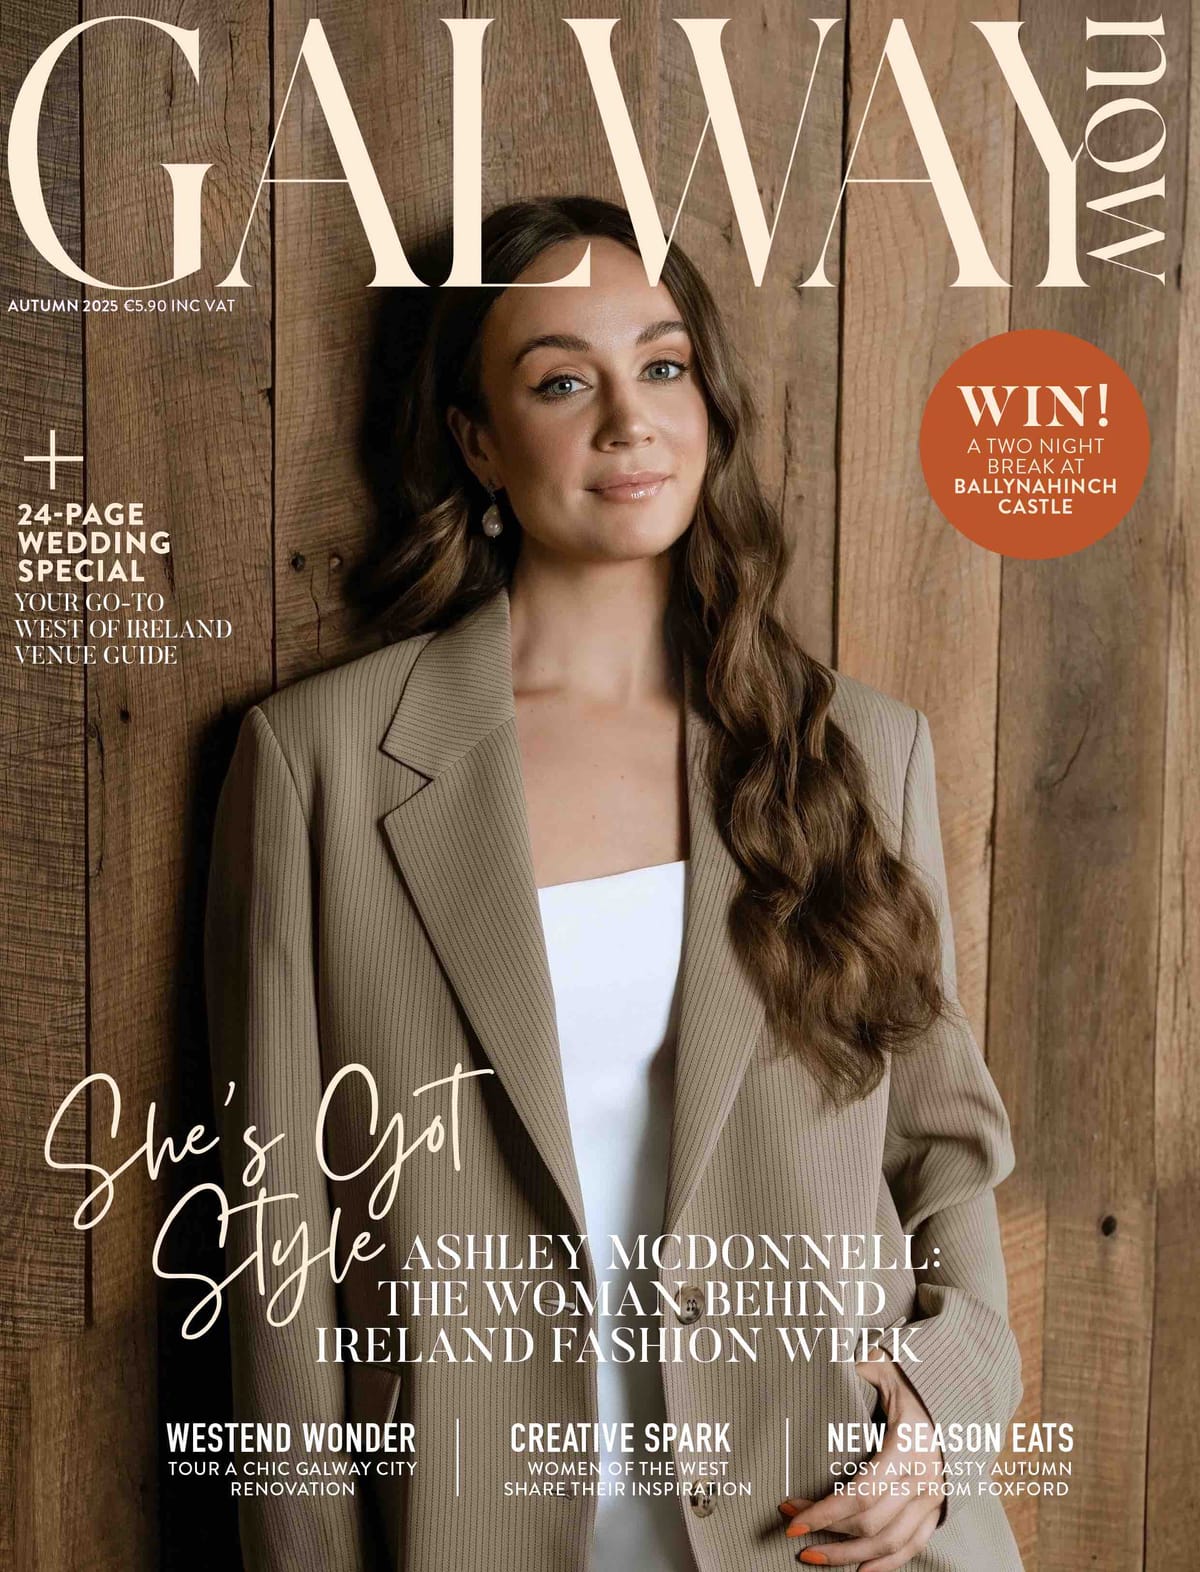 GALWAY
now
AUTUMN 2025 €5.90 INC VAT
WIN!
A TWO NIGHT
BREAK AT
BALLYNAHINCH
CASTLE
+
24-PAGE
WEDDING
SPECIAL
YOUR GO-TO
WEST OF IRELAND
VENUE GUIDE
She's Got
Style
ASHLEY MCDONNELL:
THE WOMAN BEHIND
IRELAND FASHION WEEK
WESTEND WONDER
TOUR A CHIC GALWAY CITY
RENOVATION
CREATIVE SPARK
WOMEN OF THE WEST
SHARE THEIR INSPIRATION
NEW SEASON EATS
COSY AND TASTY AUTUMN
RECIPES FROM FOXFORD